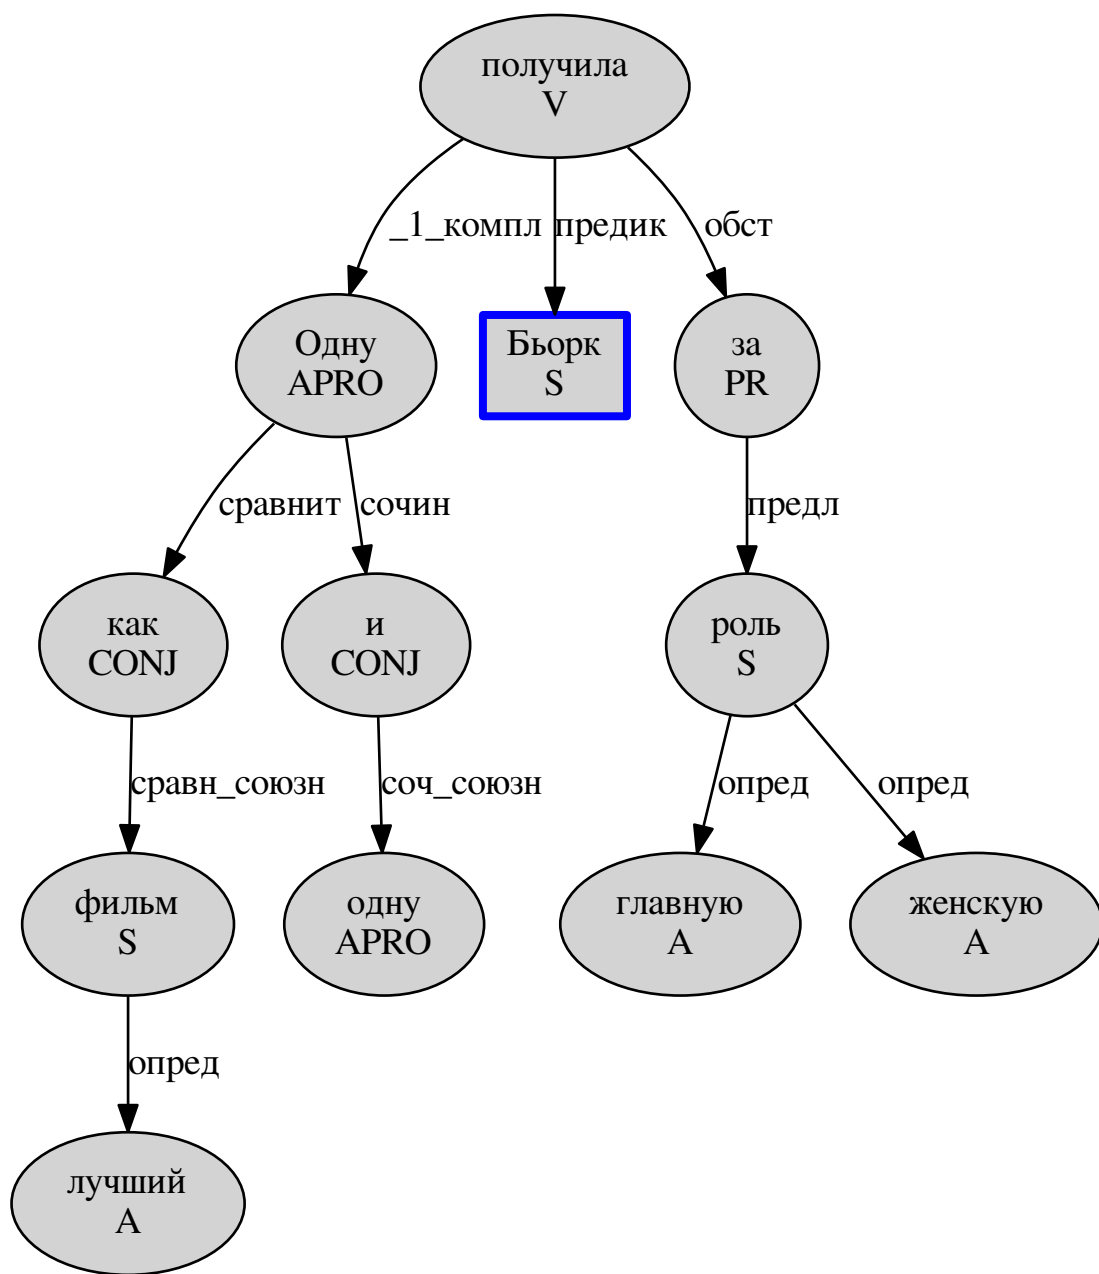 получила
V
_1_компл
предик
обст
Одну
APRO
Бьорк
S
за
PR
сравнит
сочин
предл
как
CONJ
и
CONJ
роль
S
сравн_союзн
соч_союзн
опред
опред
фильм
S
одну
APRO
главную
A
женскую
A
опред
лучший
A